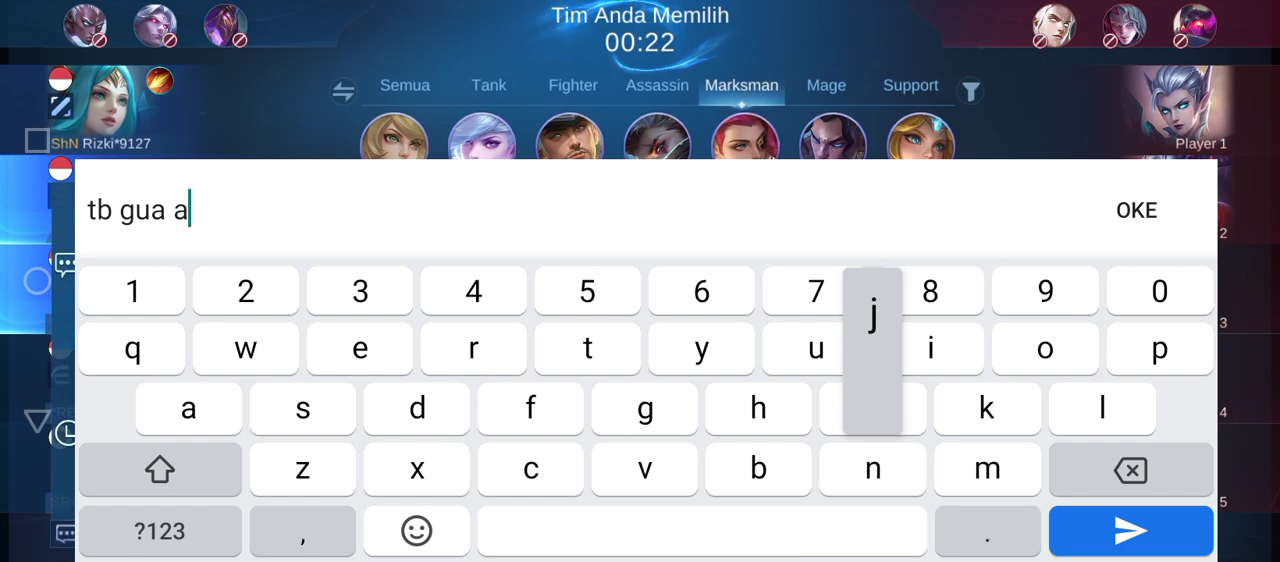 Tim Anda Memilih
00:22
Semua Tank Fighter Assassin Marksman Mage Support
ShN Rizki*9127
Player 1
tb gua a
OKE
2
1 2 3 4 5 6 7 8 9 0
j
3
q w e r t y u i o p
a s d f g h k l
4
z x c v b n m
5
?123 , .